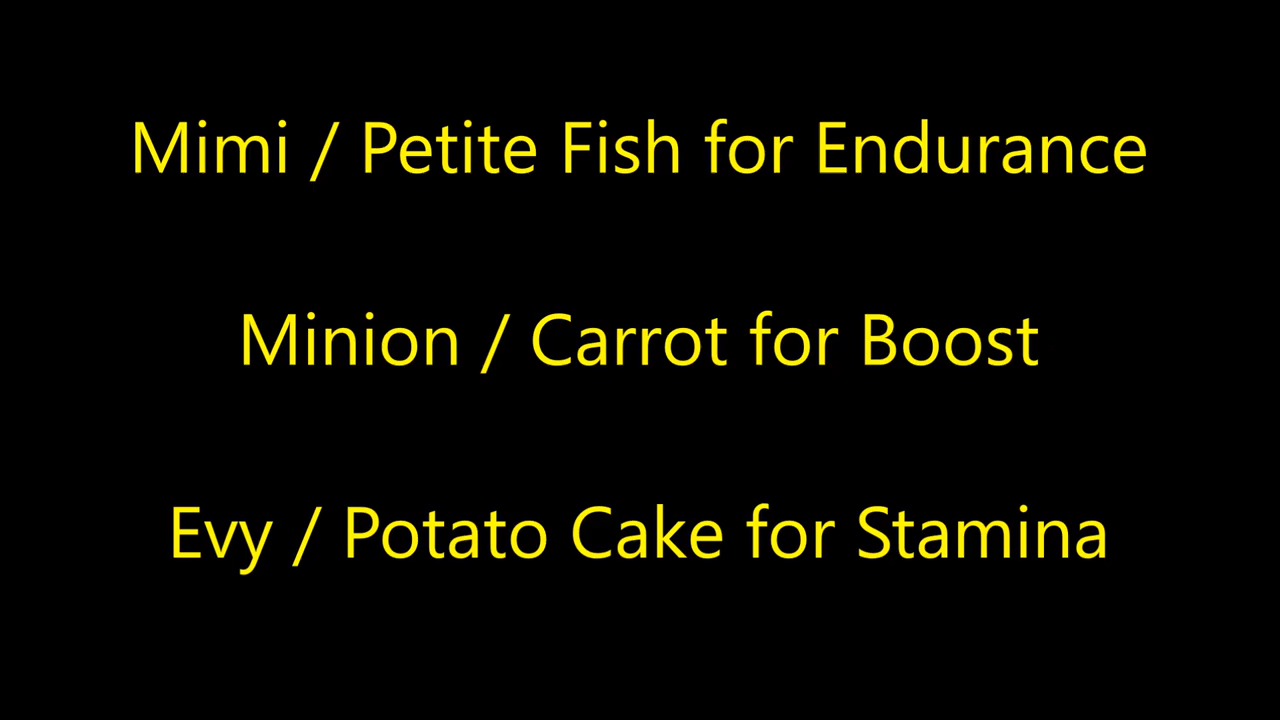 Mimi / Petite Fish for Endurance
Minion / Carrot for Boost
Evy / Potato Cake for Stamina